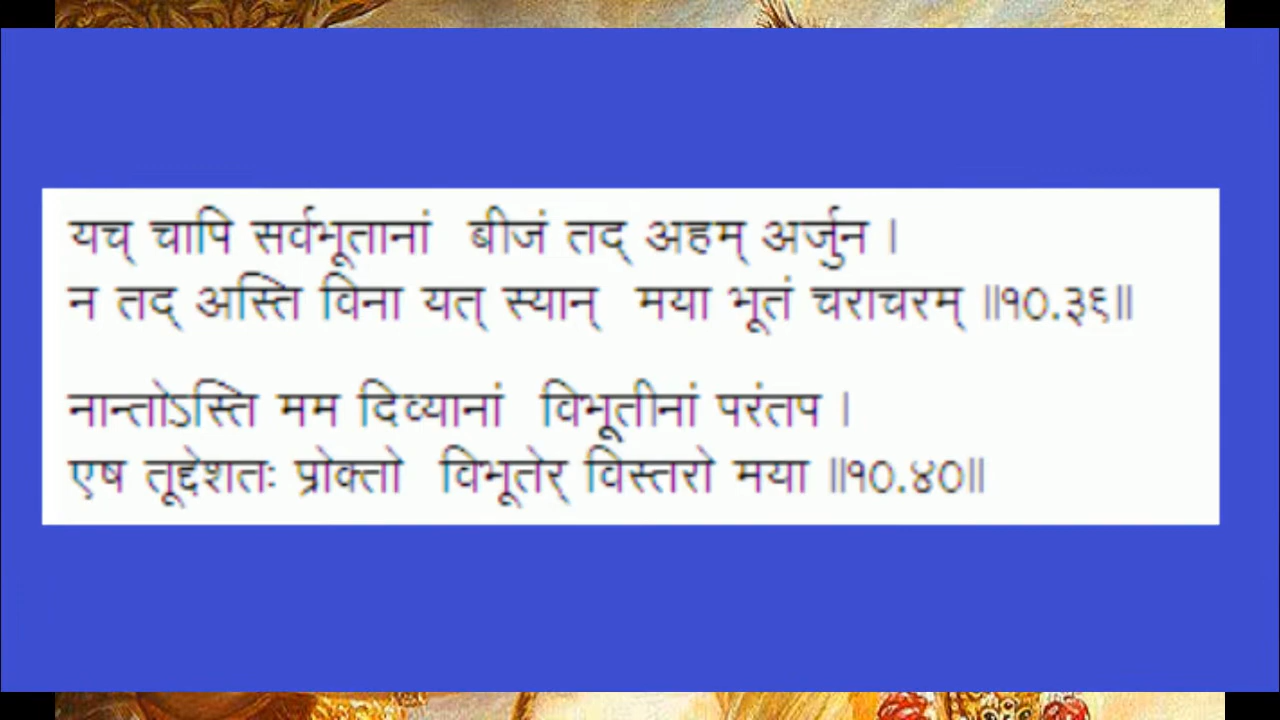 यच् चापि सर्वभूतानां बीजं तद् अहम् अर्जुन ।
न तद् अस्ति विना यत् स्यान् मया भूतं चराचरम् ॥१०.३९॥
नान्तोऽस्ति मम दिव्यानां विभूतीनां परंतप ।
एष तूद्देशतः प्रोक्तो विभूतेर् विस्तरो मया ॥१०.४०॥